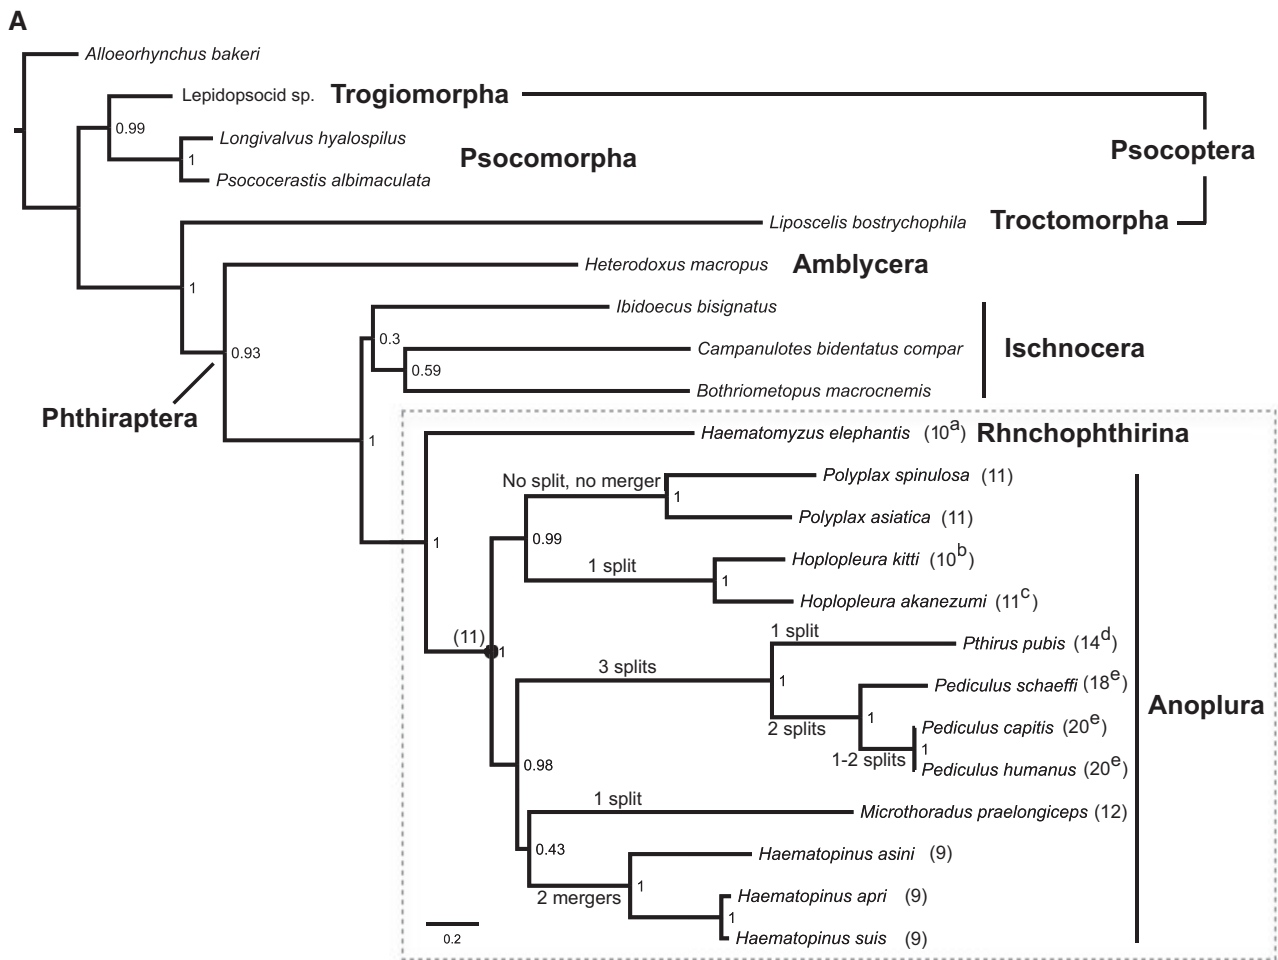 A
Alloeorhynchus bakeri
Lepidopsocid sp. Trogiomorpha
0.99
Longivalvus hyalospilus
1
Psocomorpha
Psococerastis albimaculata
Psocoptera
Liposcelis bostrychophila Troctomorpha
1
Heterodoxus macropus Amblycera
0.93
Phthiraptera
Ibidoecus bisignatus
0.3
Campanulotes bidentatus compar
Ischnocera
0.59
Bothriometopus macrocnemis
1
Haematomyzus elephantis (10a) Rhnchophthirina
1
No split, no merger
Polyplax spinulosa (11)
1
Polyplax asiatica (11)
0.99
1 split
Hoplopleura kitti (10b)
1
Hoplopleura akanezumi (11c)
(11)
1
1 split
Pthirus pubis (14d)
3 splits
1
Pediculus schaeffi (18e)
Anoplura
1
2 splits
Pediculus capitis (20e)
1
1-2 splits
Pediculus humanus (20e)
0.98
1 split
Microthoradus praelongiceps (12)
0.43
Haematopinus asini (9)
1
2 mergers
Haematopinus apri (9)
1
Haematopinus suis (9)
0.2